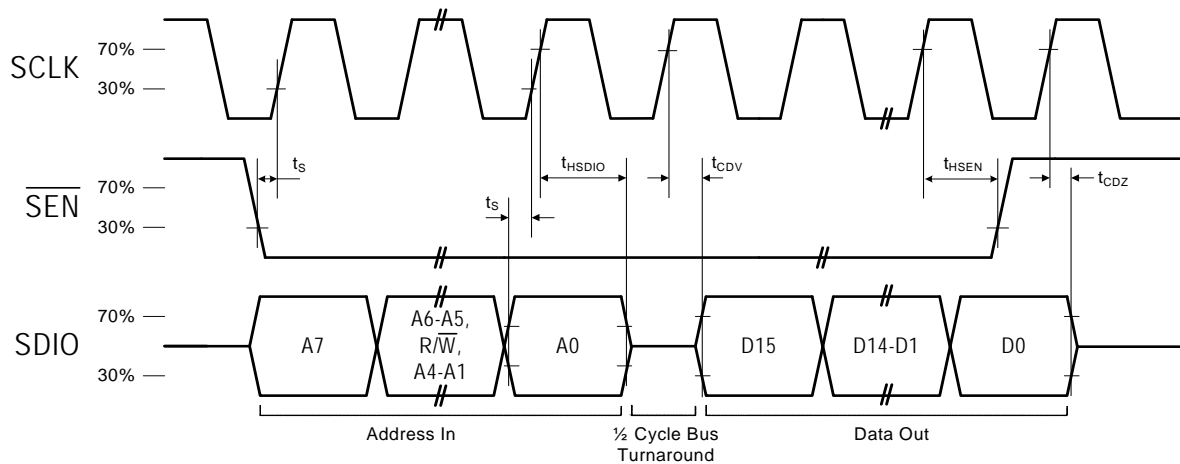 SCLK
70%
30%
tS
tHSDIO
tCDV
tHSEN
tCDZ
SEN
70%
30%
tS
SDIO
70%
30%
A7
A6-A5,
R/W,
A4-A1
A0
D15
D14-D1
D0
Address In
½ Cycle Bus
Turnaround
Data Out